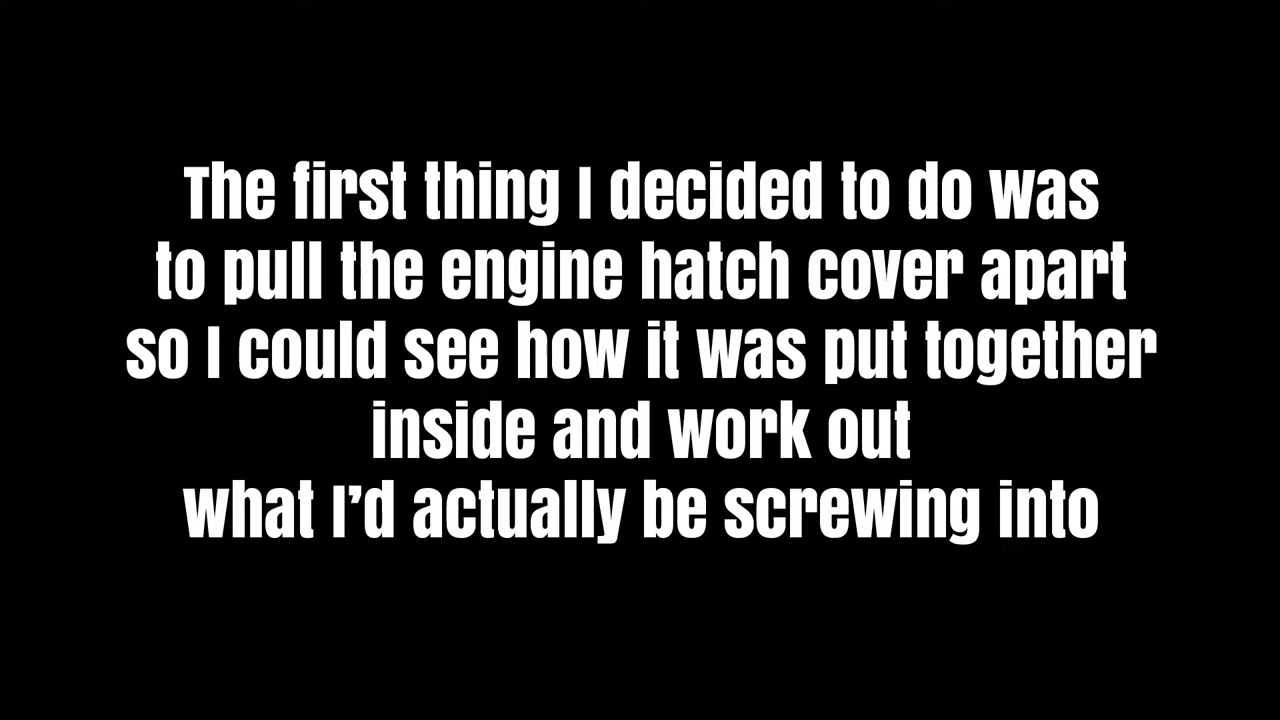 The first thing I decided to do was
to pull the engine hatch cover apart
so I could see how it was put together
inside and work out
what I’d actually be screwing into